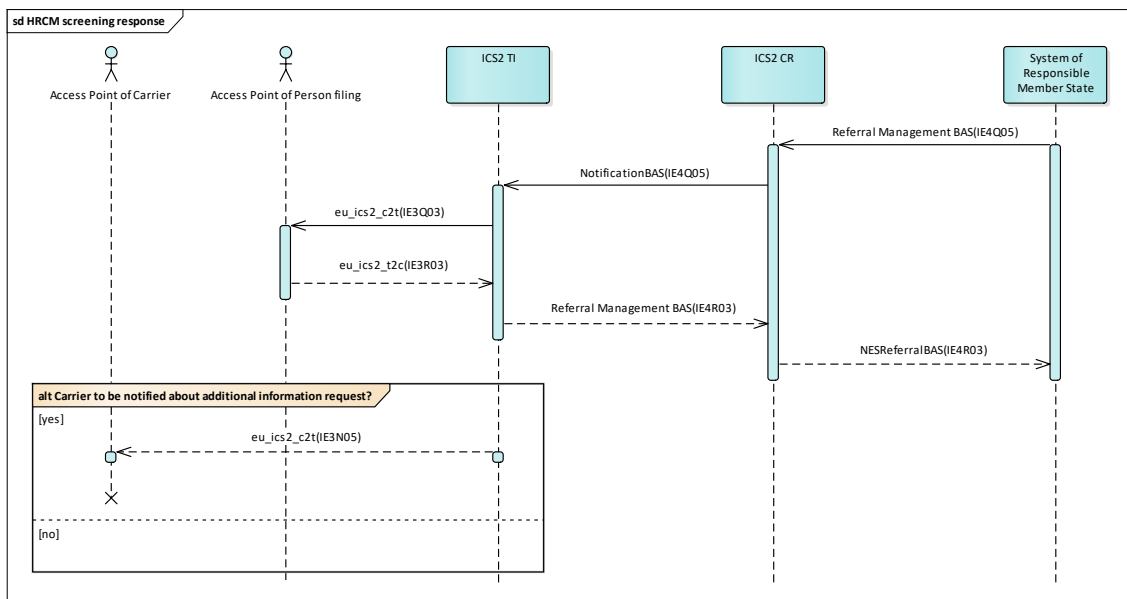 sd HRCM screening response
Access Point of Carrier
Access Point of Person filing
ICS2 TI
ICS2 CR
System of
Responsible
Member State
Referral Management BAS(IE4Q05)
NotificationBAS(IE4Q05)
eu_ics2_c2t(IE3Q03)
eu_ics2_t2c(IE3R03)
Referral Management BAS(IE4R03)
NESReferralBAS(IE4R03)
alt Carrier to be notified about additional information request?
[yes]
eu_ics2_c2t(IE3N05)
[no]